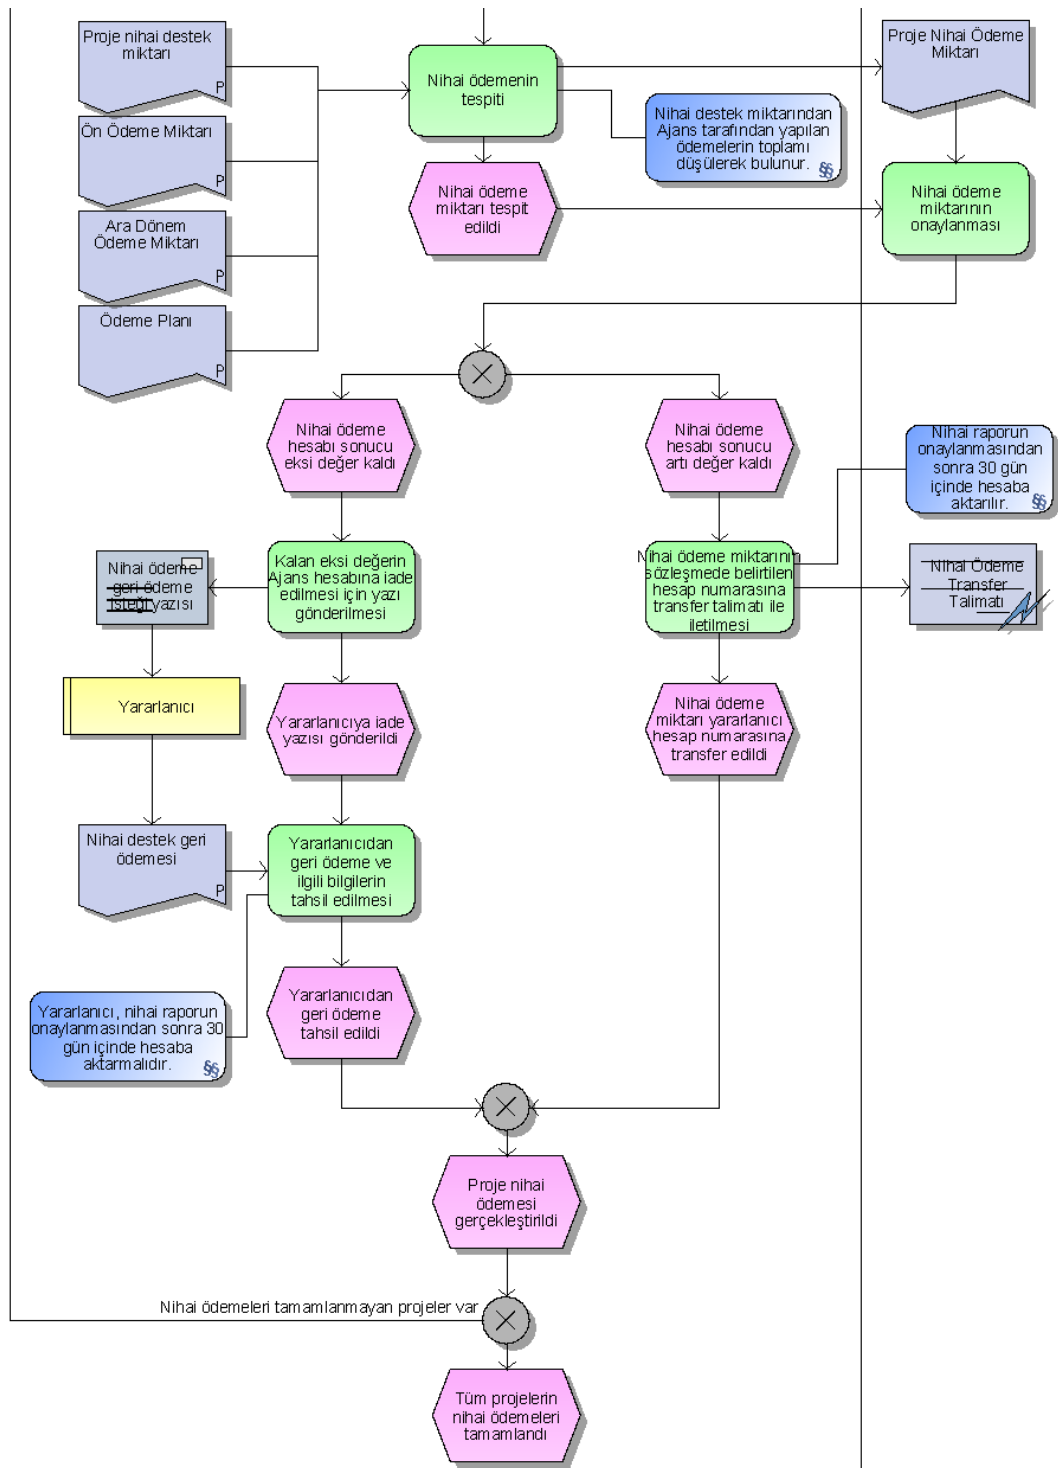 Proje nihai destek
miktarı
P
Nihai ödemenin
tespiti
Proje Nihai Ödeme
Miktarı
Ön Ödeme Miktarı
P
Nihai destek miktarından
Ajans tarafından yapılan
ödemelerin toplamı
düşülerek bulunur.
§§
Nihai ödeme
miktarı tespit
edildi
Nihai ödeme
miktarının
onaylanması
Ara Dönem
Ödeme Miktarı
P
Ödeme Planı
P
Nihai ödeme
hesabı sonucu
eksi değer kaldı
Nihai ödeme
hesabı sonucu
artı değer kaldı
Nihai raporun
onaylanmasından
sonra 30 gün
içinde hesaba
aktarılır.
§§
Nihai ödeme
geri ödeme
isteği yazısı
Kalan eksi değerin
Ajans hesabına iade
edilmesi için yazı
gönderilmesi
Nihai ödeme miktarının
sözleşmede belirtilen
hesap numarasına
transfer talimatı ile
iletilmesi
Nihai Ödeme
Transfer
Talimatı
Yararlanıcı
Yararlanıcıya iade
yazısı gönderildi
Nihai ödeme
miktarı yararlanıcı
hesap numarasına
transfer edildi
Nihai destek geri
ödemesi
P
Yararlanıcıdan
geri ödeme ve
ilgili bilgilerin
tahsil edilmesi
Yararlanıcı, nihai raporun
onaylanmasından sonra 30
gün içinde hesaba
aktarmalıdır.
§§
Yararlanıcıdan
geri ödeme
tahsil edildi
Proje nihai
ödemesi
gerçekleştirildi
Nihai ödemeleri tamamlanmayan projeler var
Tüm projelerin
nihai ödemeleri
tamamlandı